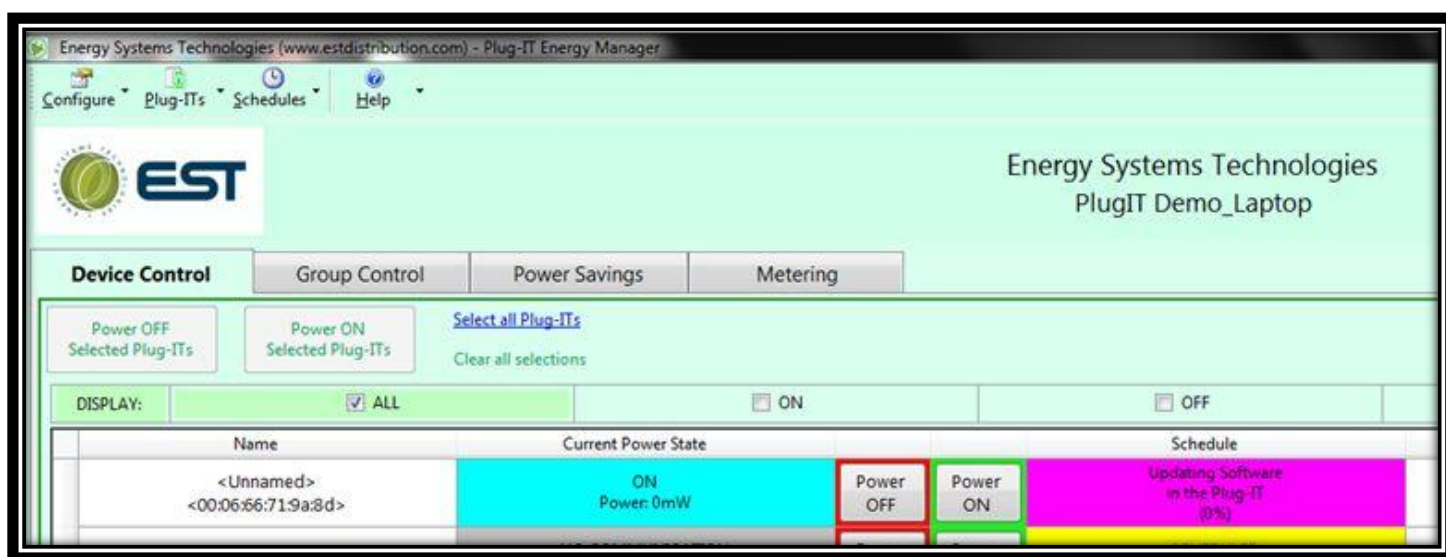 Energy Systems Technologies (www.estdistribution.com) - Plug-IT Energy Manager
Configure Plug-ITs Schedules Help
EST
Energy Systems Technologies
PlugIT Demo_Laptop
Device Control Group Control Power Savings Metering
Power OFF
Selected Plug-ITs
Power ON
Selected Plug-ITs
Select all Plug-ITs
Clear all selections
DISPLAY: ALL ON OFF
Name Current Power State Schedule
<Unnamed>
<00:06:66:71:9a:8d>
ON
Power: 0mW
Power
OFF
Power
ON
Updating Software
in the Plug-IT
(0%)